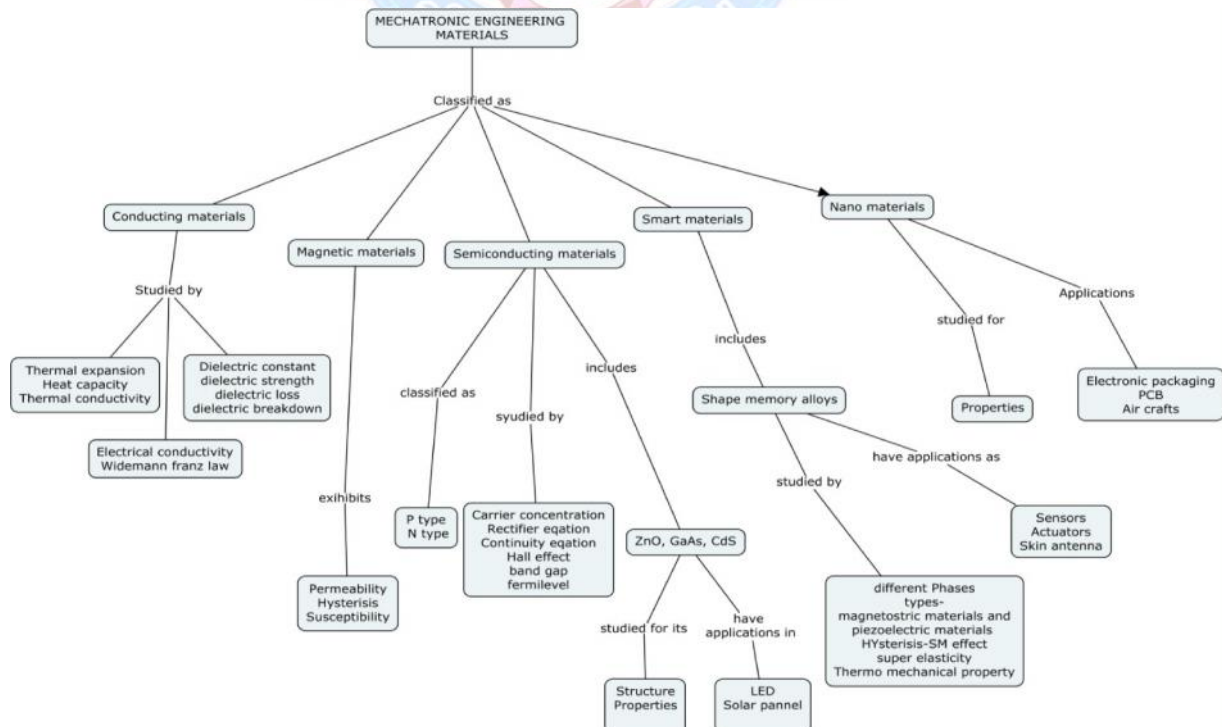 MECHATRONIC ENGINEERING
MATERIALS
Classified as
Conducting materials
Magnetic materials
Semiconducting materials
Smart materials
Nano materials
Studied by
Thermal expansion
Heat capacity
Thermal conductivity
Dielectric constant
dielectric strength
dielectric loss
dielectric breakdown
Electrical conductivity
Widemann franz law
exihibits
Permeability
Hysterisis
Susceptibility
classified as
P type
N type
syudied by
Carrier concentration
Rectifier eqation
Continuity eqation
Hall effect
band gap
fermilevel
includes
ZnO, GaAs, CdS
studied for its
Structure
Properties
have
applications in
LED
Solar pannel
includes
Shape memory alloys
studied by
different Phases
types-
magnetostric materials and
piezoelectric materials
HYsterisis-SM effect
super elasticity
Thermo mechanical property
have applications as
Sensors
Actuators
Skin antenna
studied for
Properties
Applications
Electronic packaging
PCB
Air crafts